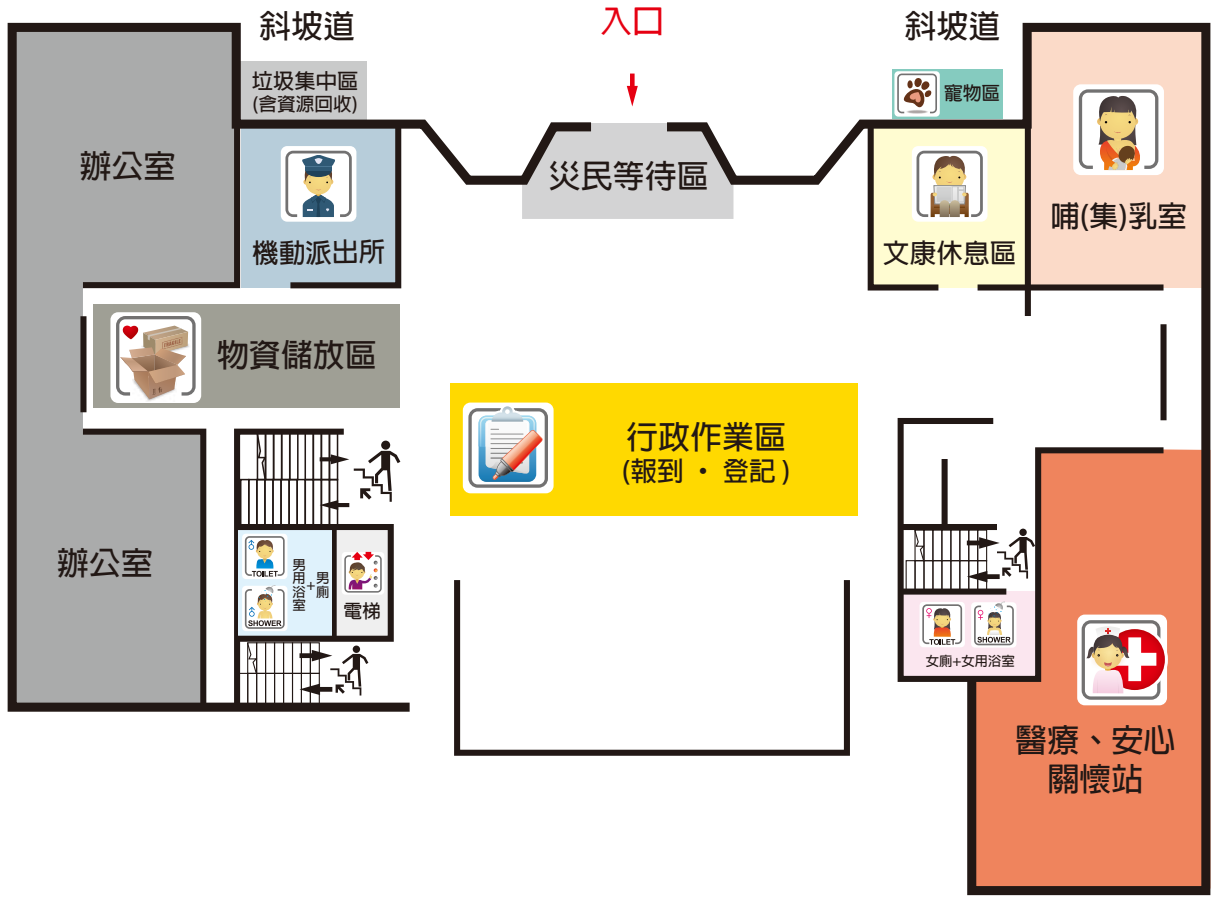 斜坡道
入口
斜坡道
垃圾集中區
(含資源回收)
寵物區
辦公室
災民等待區
機動派出所
文康休息區
哺(集)乳室
物資儲放區
行政作業區
(報到 ‧ 登記)
辦公室
TOILET
SHOWER
男廁
+
男用浴室
電梯
TOILET
SHOWER
女廁+女用浴室
醫療、安心
關懷站